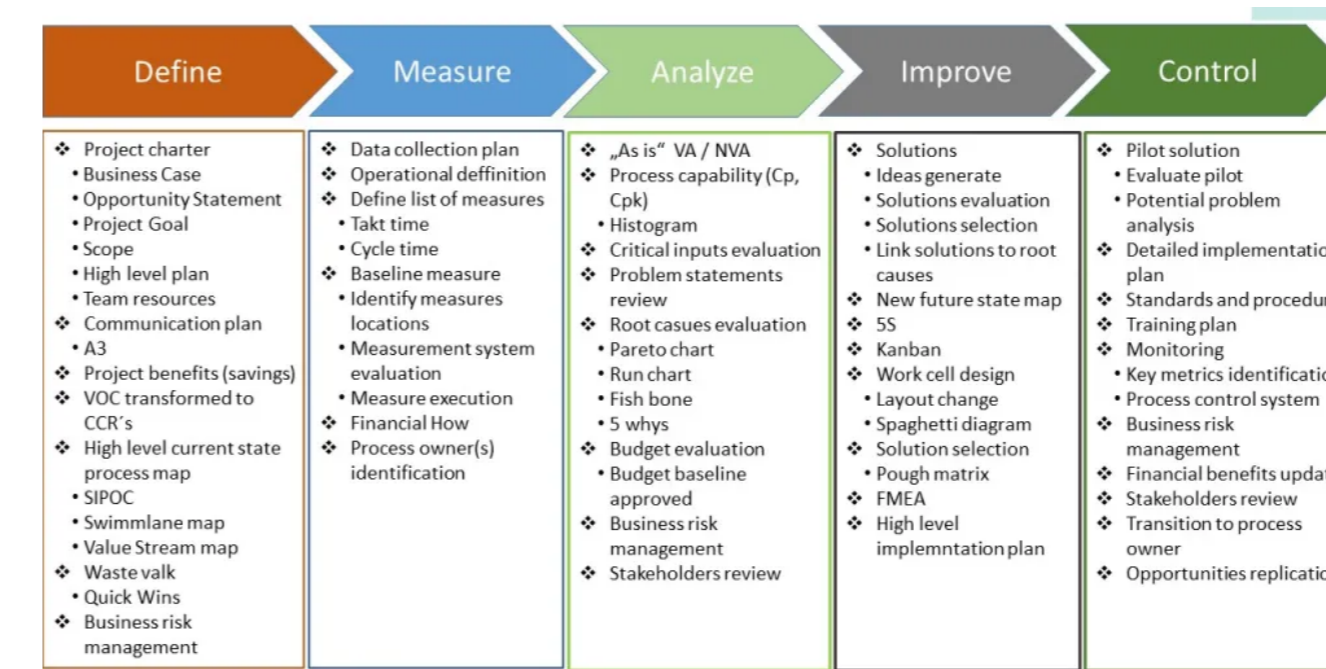 Define
Measure
Analyze
Improve
Control
❖ Project charter
• Business Case
• Opportunity Statement
• Project Goal
• Scope
• High level plan
• Team resources
❖ Communication plan
• A3
❖ Project benefits (savings)
❖ VOC transformed to
CCR´s
❖ High level current state
process map
• SIPOC
• Swimmlane map
• Value Stream map
❖ Waste valk
• Quick Wins
❖ Business risk
management
❖ Data collection plan
❖ Operational deffinition
❖ Define list of measures
• Takt time
• Cycle time
❖ Baseline measure
• Identify measures
locations
• Measurement system
evaluation
• Measure execution
❖ Financial How
❖ Process owner(s)
identification
❖ „As is“ VA / NVA
❖ Process capability (Cp,
Cpk)
• Histogram
❖ Critical inputs evaluation
❖ Problem statements
review
❖ Root casues evaluation
• Pareto chart
• Run chart
• Fish bone
• 5 whys
❖ Budget evaluation
• Budget baseline
approved
❖ Business risk
management
❖ Stakeholders review
❖ Solutions
• Ideas generate
• Solutions evaluation
• Solutions selection
• Link solutions to root
causes
❖ New future state map
❖ 5S
❖ Kanban
❖ Work cell design
• Layout change
• Spaghetti diagram
❖ Solution selection
• Pough matrix
❖ FMEA
❖ High level
implemntation plan
❖ Pilot solution
• Evaluate pilot
• Potential problem
analysis
❖ Detailed implementatio
plan
❖ Standards and procedur
❖ Training plan
❖ Monitoring
• Key metrics identificatio
• Process control system
❖ Business risk
management
❖ Financial benefits updat
❖ Stakeholders review
❖ Transition to process
owner
❖ Opportunities replicatio